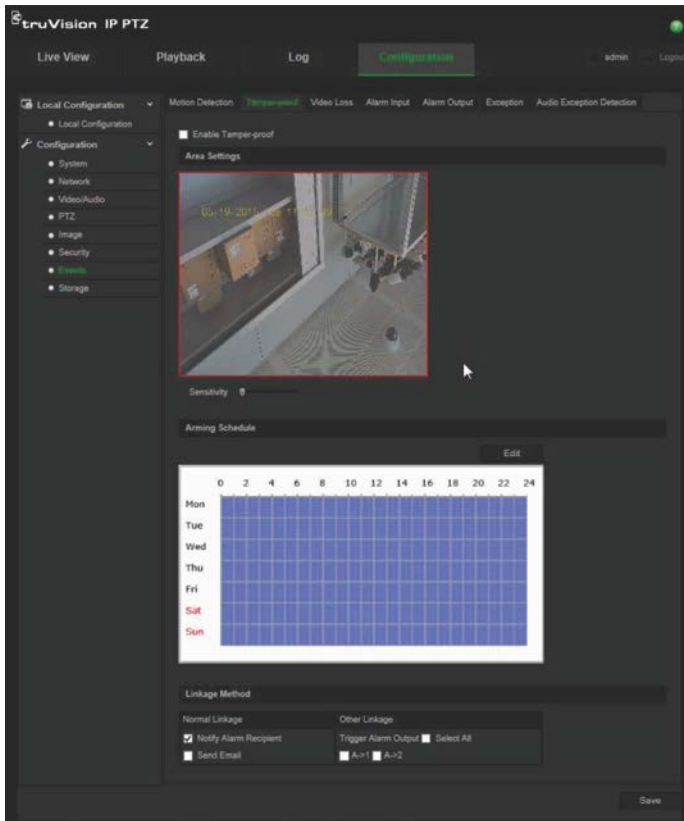 truVision IP PTZ
?
Live View Playback Log Configuration admin Logout
Local Configuration
Local Configuration
Configuration
System
Network
Video/Audio
PTZ
Image
Security
Events
Storage
Motion Detection Tamper-proof Video Loss Alarm Input Alarm Output Exception Audio Exception Detection
Enable Tamper-proof
Area Settings
Sensitivity
Arming Schedule
Edit
0 2 4 6 8 10 12 14 16 18 20 22 24
Mon
Tue
Wed
Thu
Fri
Sat
Sun
Linkage Method
Normal Linkage Other Linkage
Notify Alarm Recipient Trigger Alarm Output Select All
Send Email A->1 A->2
Save